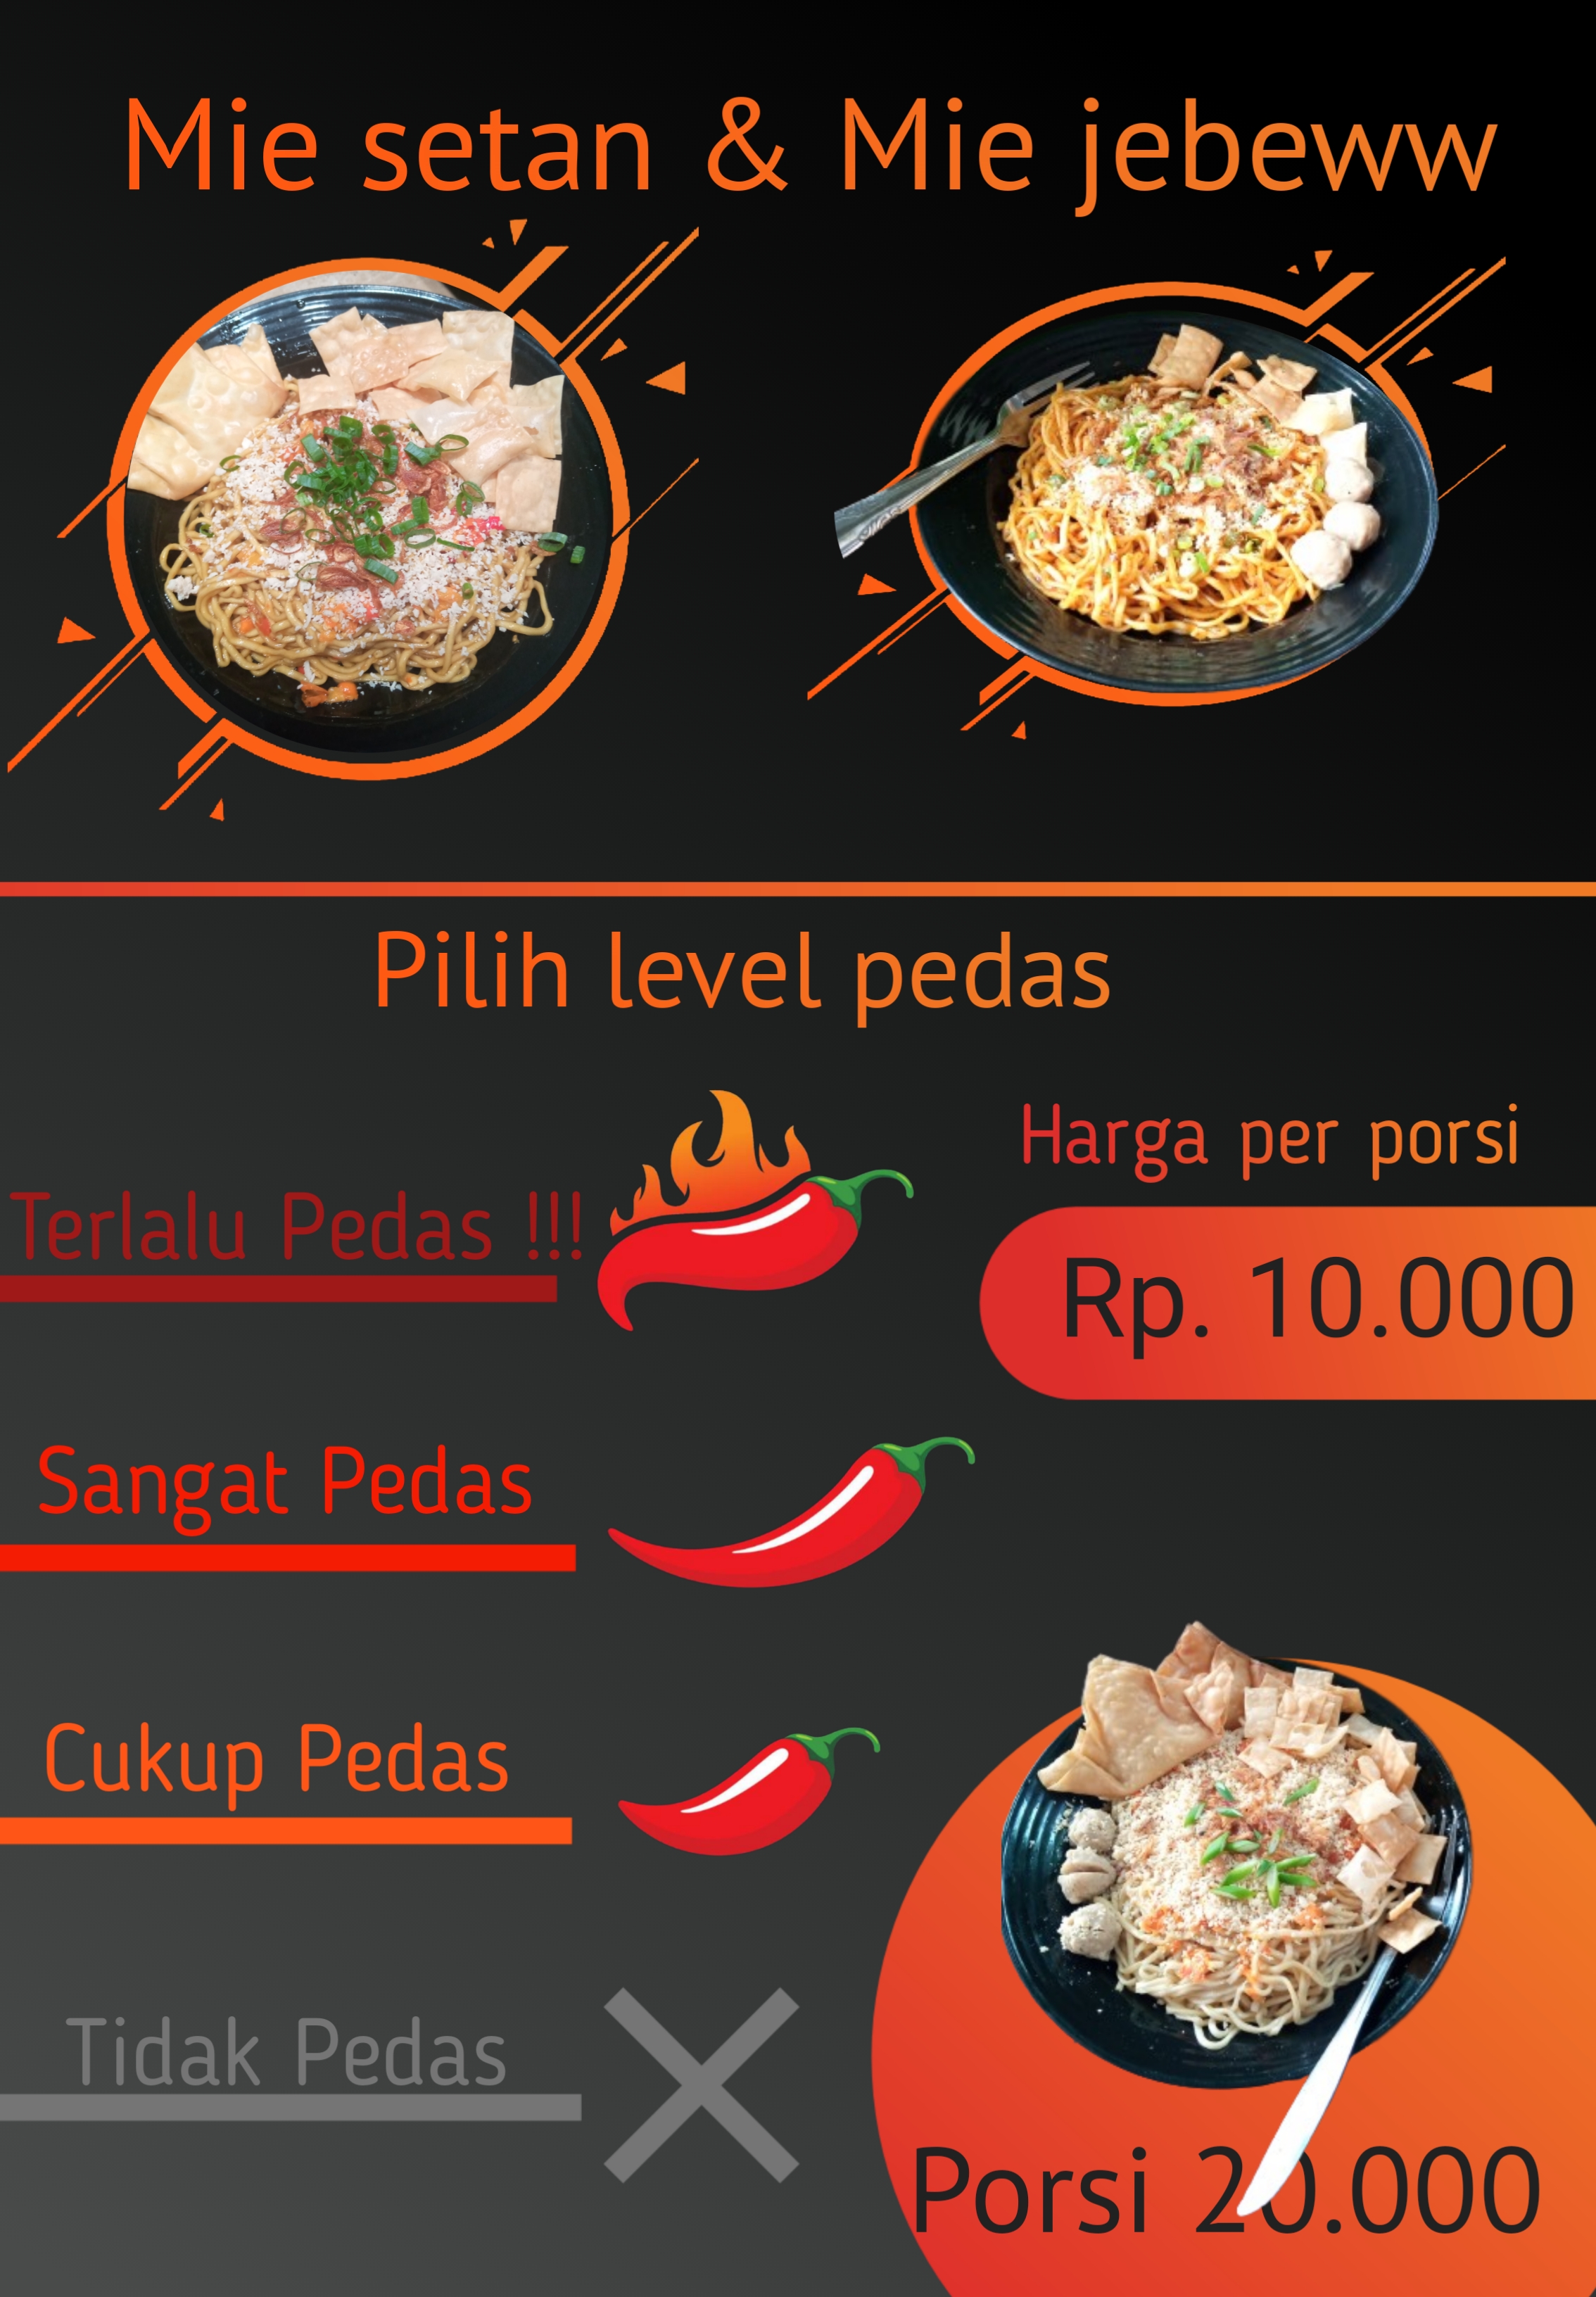 Mie setan & Mie jebeww
Pilih level pedas
Terlalu Pedas !!!
Harga per porsi
Rp. 10.000
Sangat Pedas
Cukup Pedas
Tidak Pedas
Porsi 20.000